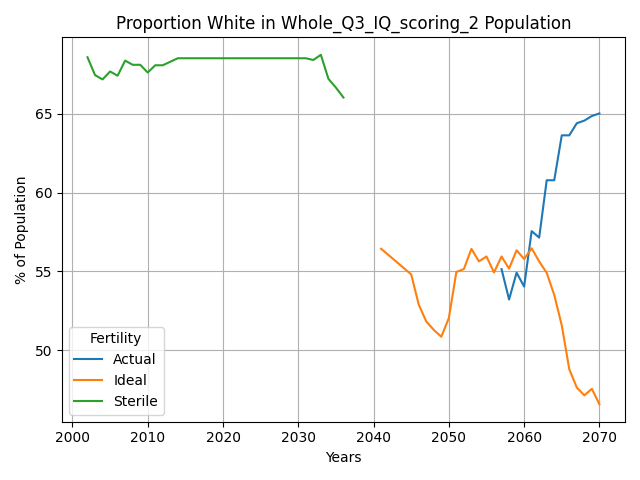 Proportion White in Whole_Q3_IQ_scoring_2 Population
% of Population
65
60
55
50
Fertility
Actual
Ideal
Sterile
2000 2010 2020 2030 2040 2050 2060 2070
Years